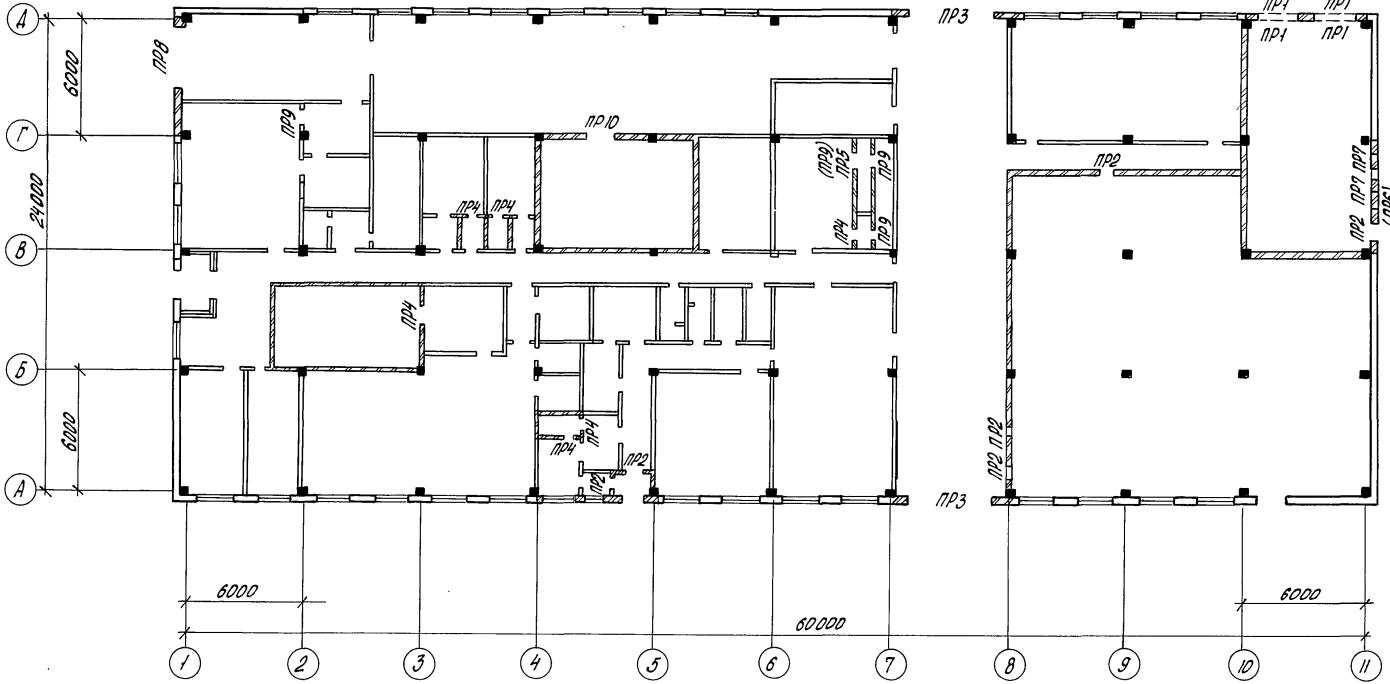 ПР1 ПР1
Д ПР3 ПР1 ПР1
ПР8
6000
Г ПР9 ПР10 (ПР9) ПР5 ПР9 ПР2 ПР7 ПР7
24000
ПР4 ПР4 ПР4 ПР9 ПР2
В
ПР4
Б
6000
ПР4 ПР4 ПР2 ПР2 ПР2 ПР2
А ПР3
6000 6000
60000
1 2 3 4 5 6 7 8 9 10 11